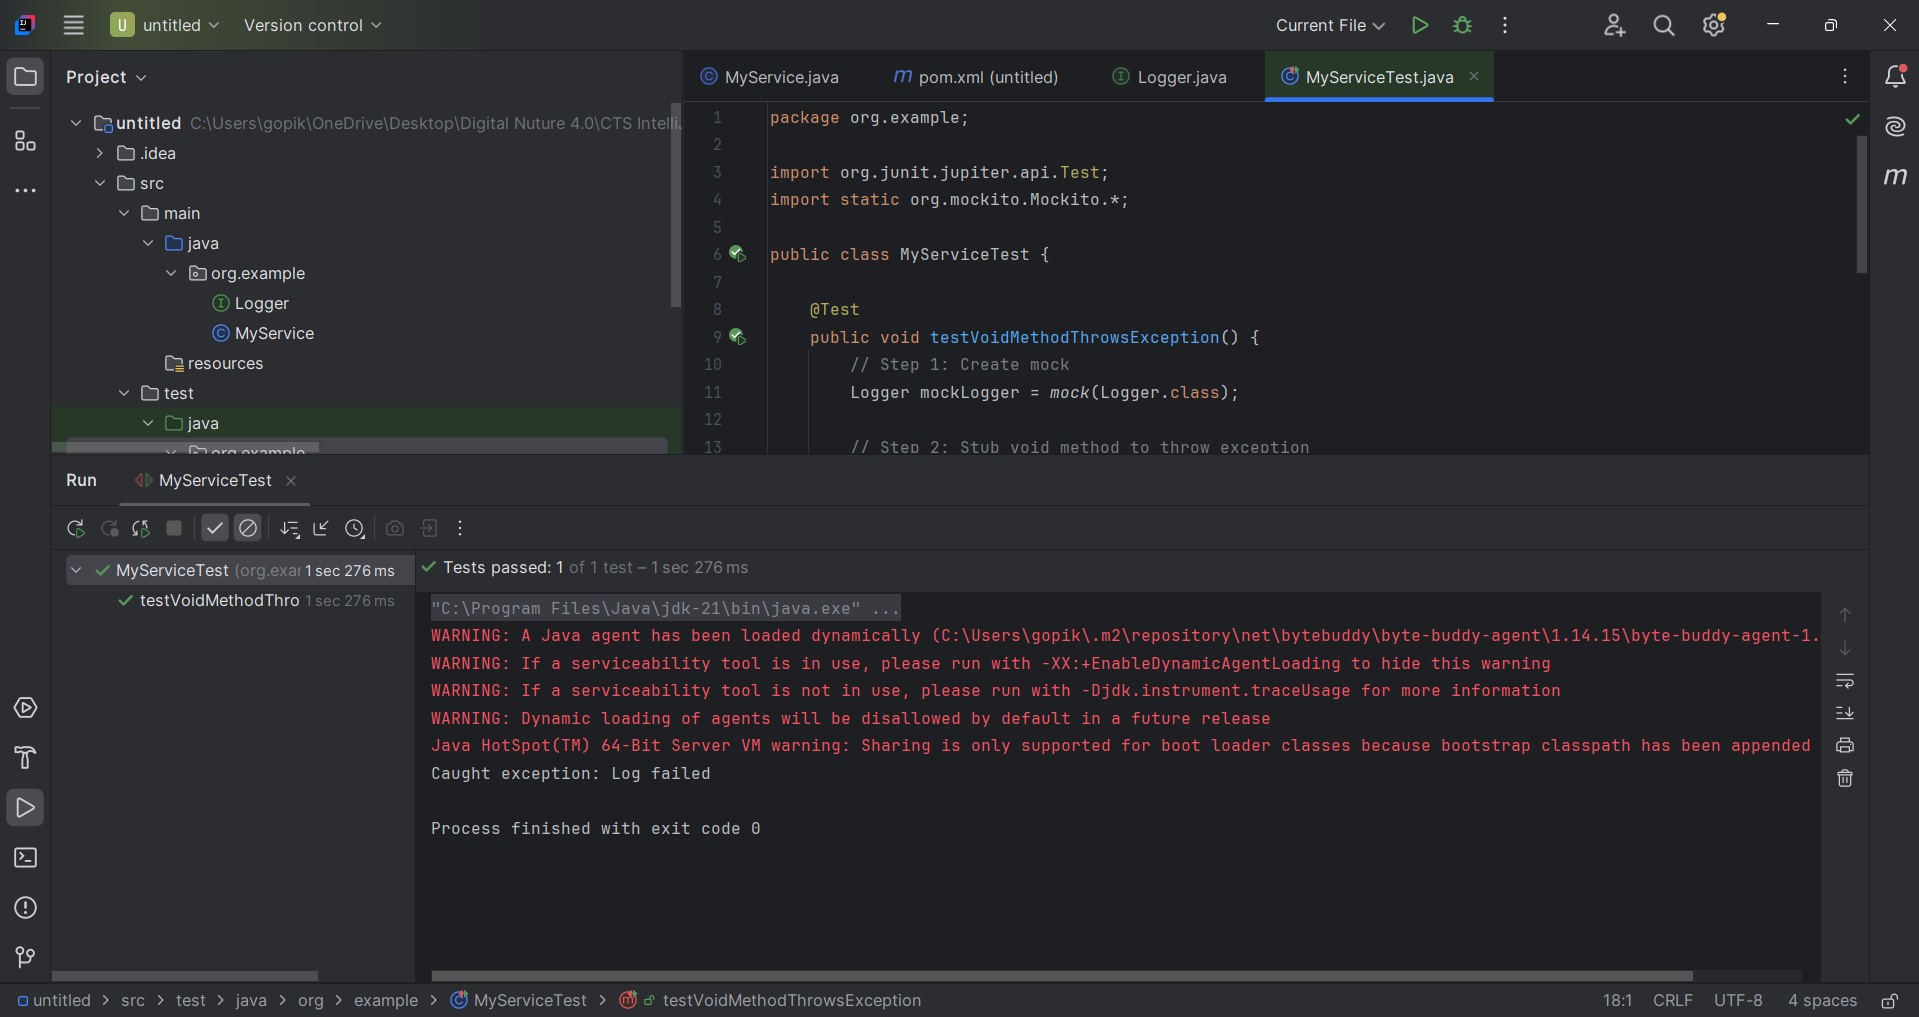 U untitled Version control
Current File
Project
untitled C:\Users\gopik\OneDrive\Desktop\Digital Nuture 4.0\CTS Intelli
.idea
src
main
java
org.example
Logger
MyService
resources
test
java
org.example
MyService.java m pom.xml (untitled) Logger.java MyServiceTest.java
1 package org.example;
2
3 import org.junit.jupiter.api.Test;
4 import static org.mockito.Mockito.*;
5
6 public class MyServiceTest {
7
8 @Test
9 public void testVoidMethodThrowsException() {
10 // Step 1: Create mock
11 Logger mockLogger = mock(Logger.class);
12
13 // Step 2: Stub void method to throw exception
m
Run MyServiceTest
MyServiceTest (org.exar 1 sec 276 ms
testVoidMethodThro 1 sec 276 ms
Tests passed: 1 of 1 test – 1 sec 276 ms
"C:\Program Files\Java\jdk-21\bin\java.exe" ...
WARNING: A Java agent has been loaded dynamically (C:\Users\gopik\.m2\repository\net\bytebuddy\byte-buddy-agent\1.14.15\byte-buddy-agent-1.
WARNING: If a serviceability tool is in use, please run with -XX:+EnableDynamicAgentLoading to hide this warning
WARNING: If a serviceability tool is not in use, please run with -Djdk.instrument.traceUsage for more information
WARNING: Dynamic loading of agents will be disallowed by default in a future release
Java HotSpot(TM) 64-Bit Server VM warning: Sharing is only supported for boot loader classes because bootstrap classpath has been appended
Caught exception: Log failed
Process finished with exit code 0
untitled > src > test > java > org > example > MyServiceTest > testVoidMethodThrowsException
18:1 CRLF UTF-8 4 spaces